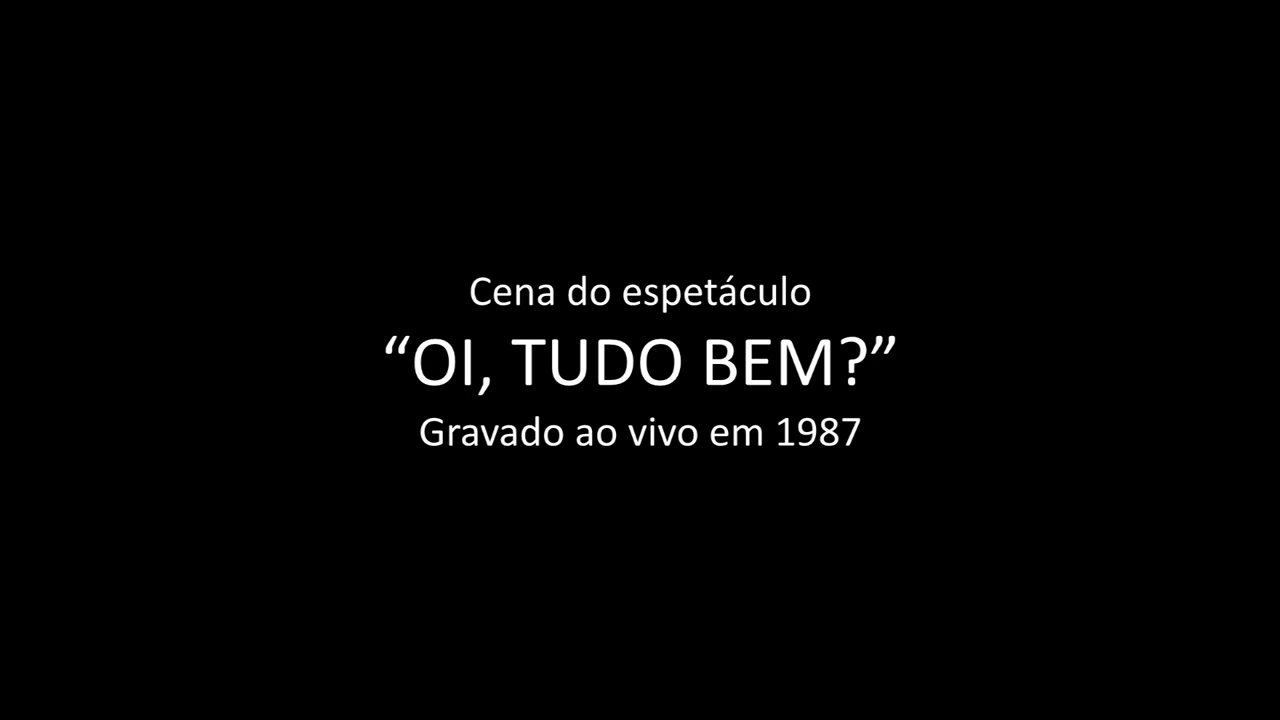 Cena do espetáculo
“OI, TUDO BEM?”
Gravado ao vivo em 1987